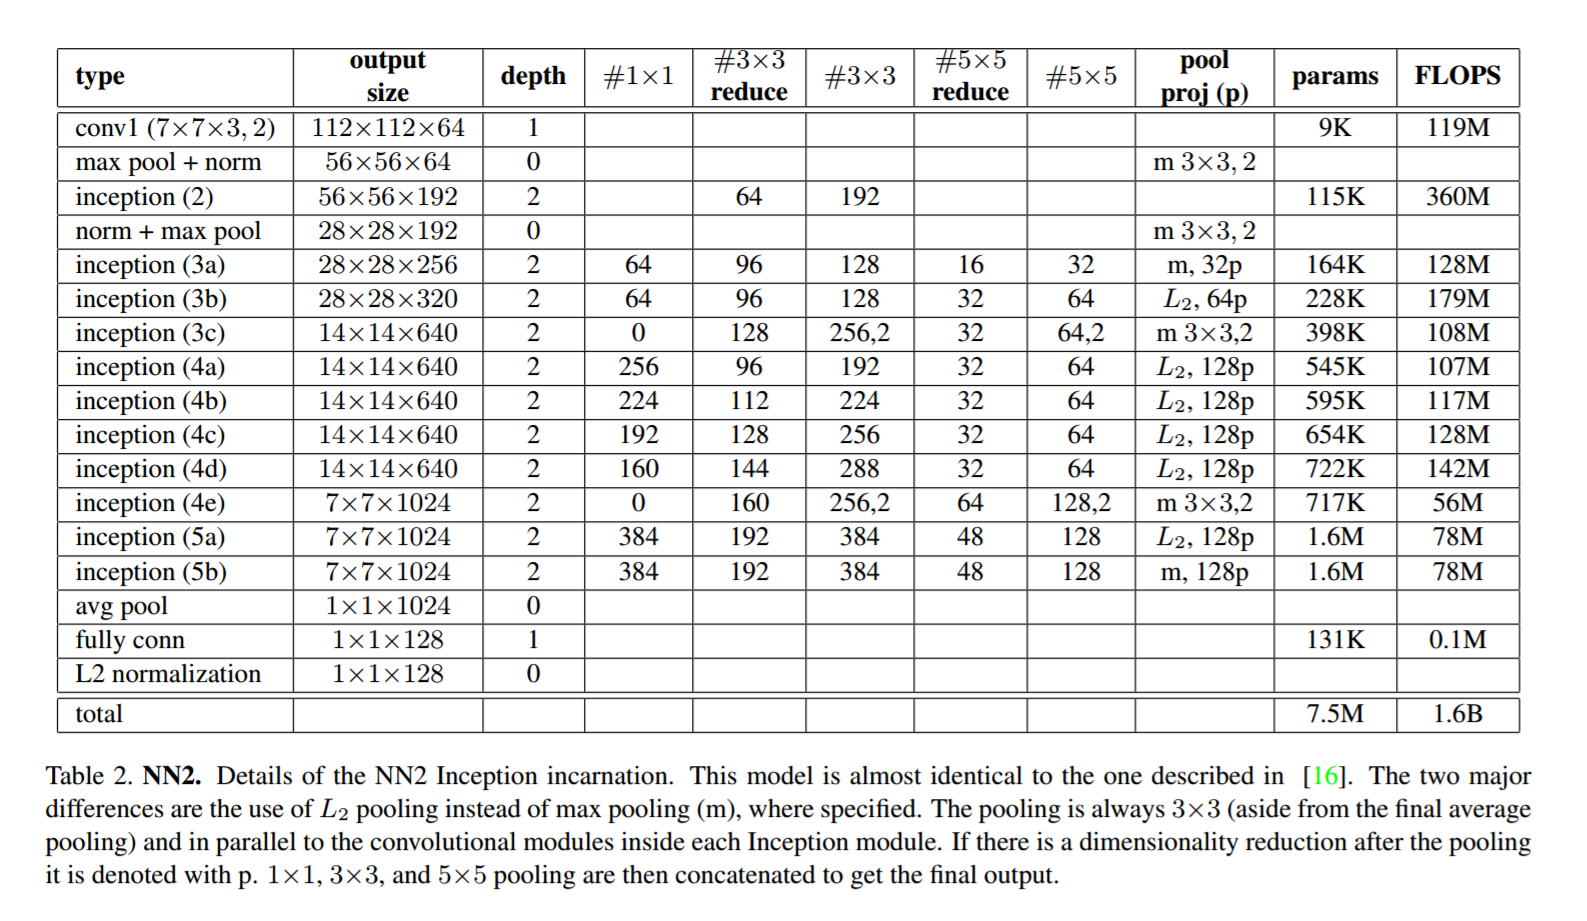 type | output size | depth | #1×1 | #3×3 reduce | #3×3 | #5×5 reduce | #5×5 | pool proj (p) | params | FLOPS
conv1 (7×7×3, 2) | 112×112×64 | 1 | | | | | | | 9K | 119M
max pool + norm | 56×56×64 | 0 | | | | | | m 3×3, 2 | |
inception (2) | 56×56×192 | 2 | | 64 | 192 | | | | 115K | 360M
norm + max pool | 28×28×192 | 0 | | | | | | m 3×3, 2 | |
inception (3a) | 28×28×256 | 2 | 64 | 96 | 128 | 16 | 32 | m, 32p | 164K | 128M
inception (3b) | 28×28×320 | 2 | 64 | 96 | 128 | 32 | 64 | L₂, 64p | 228K | 179M
inception (3c) | 14×14×640 | 2 | 0 | 128 | 256,2 | 32 | 64,2 | m 3×3,2 | 398K | 108M
inception (4a) | 14×14×640 | 2 | 256 | 96 | 192 | 32 | 64 | L₂, 128p | 545K | 107M
inception (4b) | 14×14×640 | 2 | 224 | 112 | 224 | 32 | 64 | L₂, 128p | 595K | 117M
inception (4c) | 14×14×640 | 2 | 192 | 128 | 256 | 32 | 64 | L₂, 128p | 654K | 128M
inception (4d) | 14×14×640 | 2 | 160 | 144 | 288 | 32 | 64 | L₂, 128p | 722K | 142M
inception (4e) | 7×7×1024 | 2 | 0 | 160 | 256,2 | 64 | 128,2 | m 3×3,2 | 717K | 56M
inception (5a) | 7×7×1024 | 2 | 384 | 192 | 384 | 48 | 128 | L₂, 128p | 1.6M | 78M
inception (5b) | 7×7×1024 | 2 | 384 | 192 | 384 | 48 | 128 | m, 128p | 1.6M | 78M
avg pool | 1×1×1024 | 0 | | | | | | | |
fully conn | 1×1×128 | 1 | | | | | | | 131K | 0.1M
L2 normalization | 1×1×128 | 0 | | | | | | | |
total | | | | | | | | | 7.5M | 1.6B
Table 2. NN2. Details of the NN2 Inception incarnation. This model is almost identical to the one described in [16]. The two major
differences are the use of L₂ pooling instead of max pooling (m), where specified. The pooling is always 3×3 (aside from the final average
pooling) and in parallel to the convolutional modules inside each Inception module. If there is a dimensionality reduction after the pooling
it is denoted with p. 1×1, 3×3, and 5×5 pooling are then concatenated to get the final output.